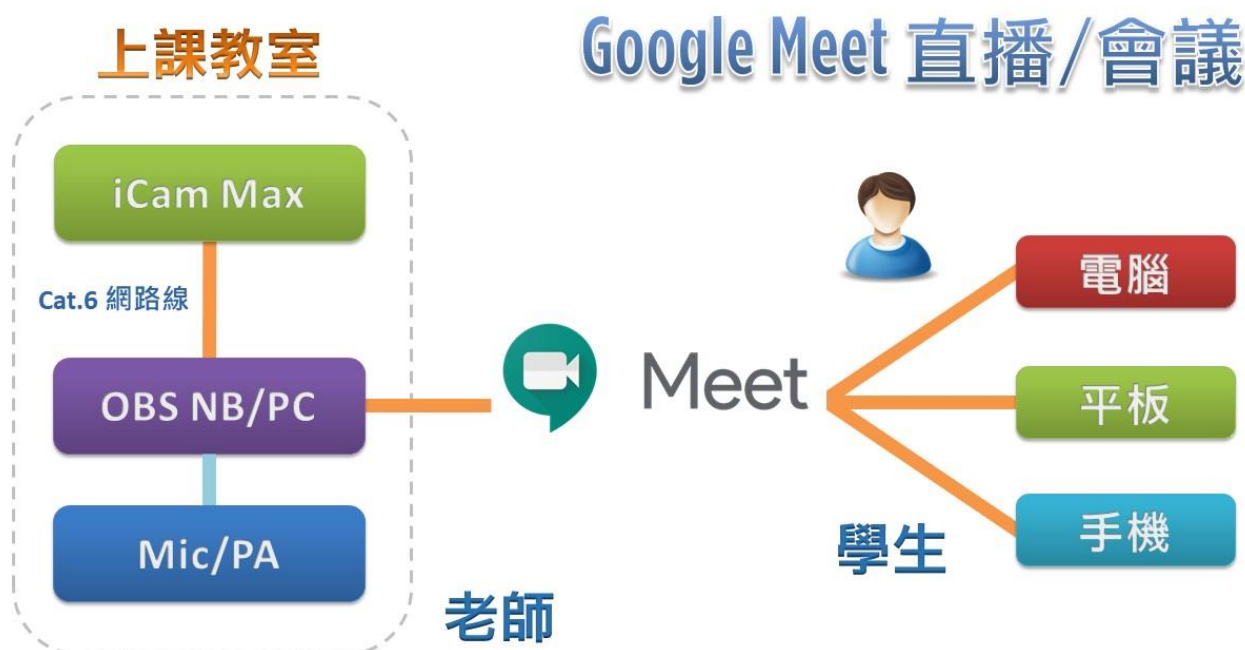 上課教室
Google Meet 直播/會議
iCam Max
Cat.6 網路線
OBS NB/PC
Mic/PA
老師
Meet
電腦
平板
手機
學生